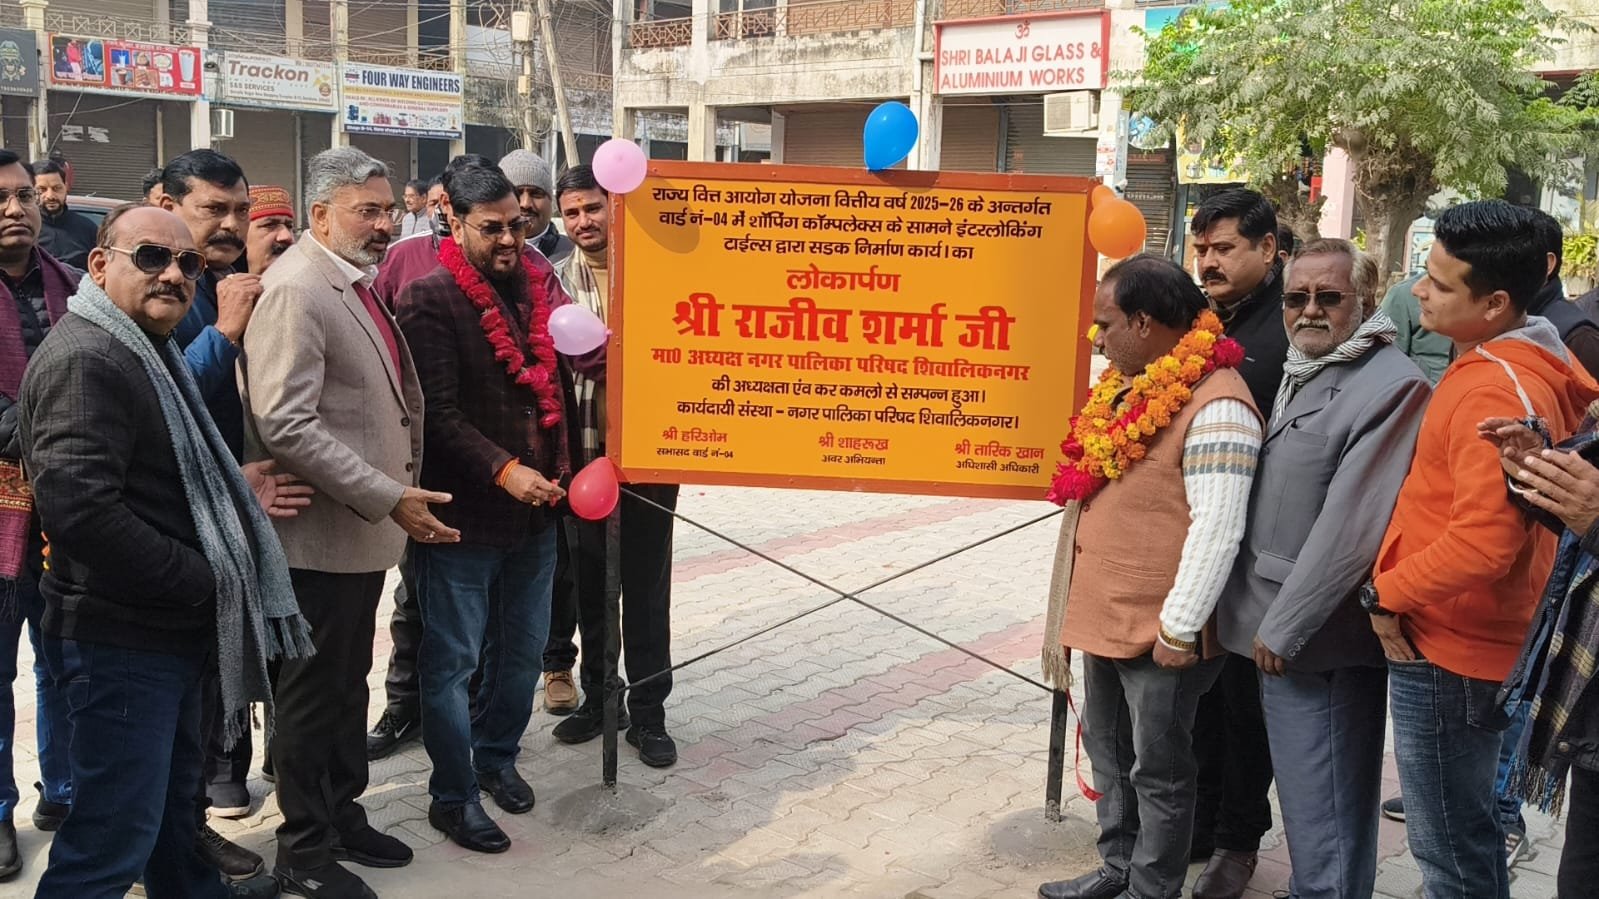 Trackon
S&S SERVICES
FOUR WAY ENGINEERS
ॐ
SHRI BALAJI GLASS &
ALUMINIUM WORKS
राज्य वित्त आयोग योजना वित्तीय वर्ष 2025-26 के अन्तर्गत
वार्ड नं-04 में शॉपिंग कॉम्पलेक्स के सामने इंटरलोकिंग
टाईल्स द्वारा सडक निर्माण कार्य। का
लोकार्पण
श्री राजीव शर्मा जी
मा0 अध्यक्ष नगर पालिका परिषद शिवालिकनगर
की अध्यक्षता एंव कर कमलो से सम्पन्न हुआ।
कार्यदायी संस्था - नगर पालिका परिषद शिवालिकनगर।
श्री हरिओम श्री शाहरूख श्री तारिक खान
सभासद वार्ड नं-04 अवर अभियन्ता अधिशासी अधिकारी